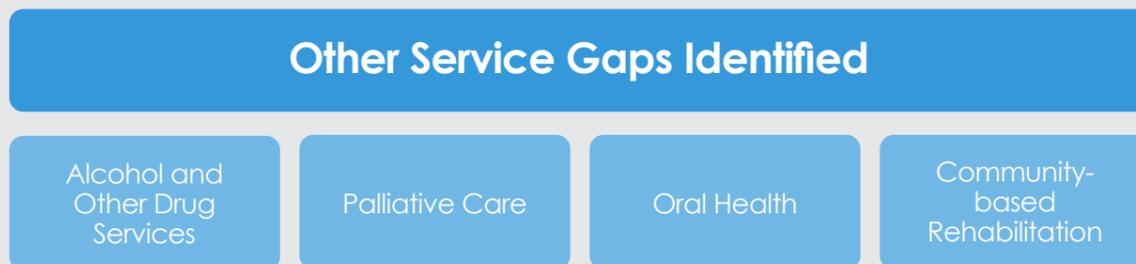 Other Service Gaps Identified
Alcohol and
Other Drug
Services
Palliative Care
Oral Health
Community-
based
Rehabilitation